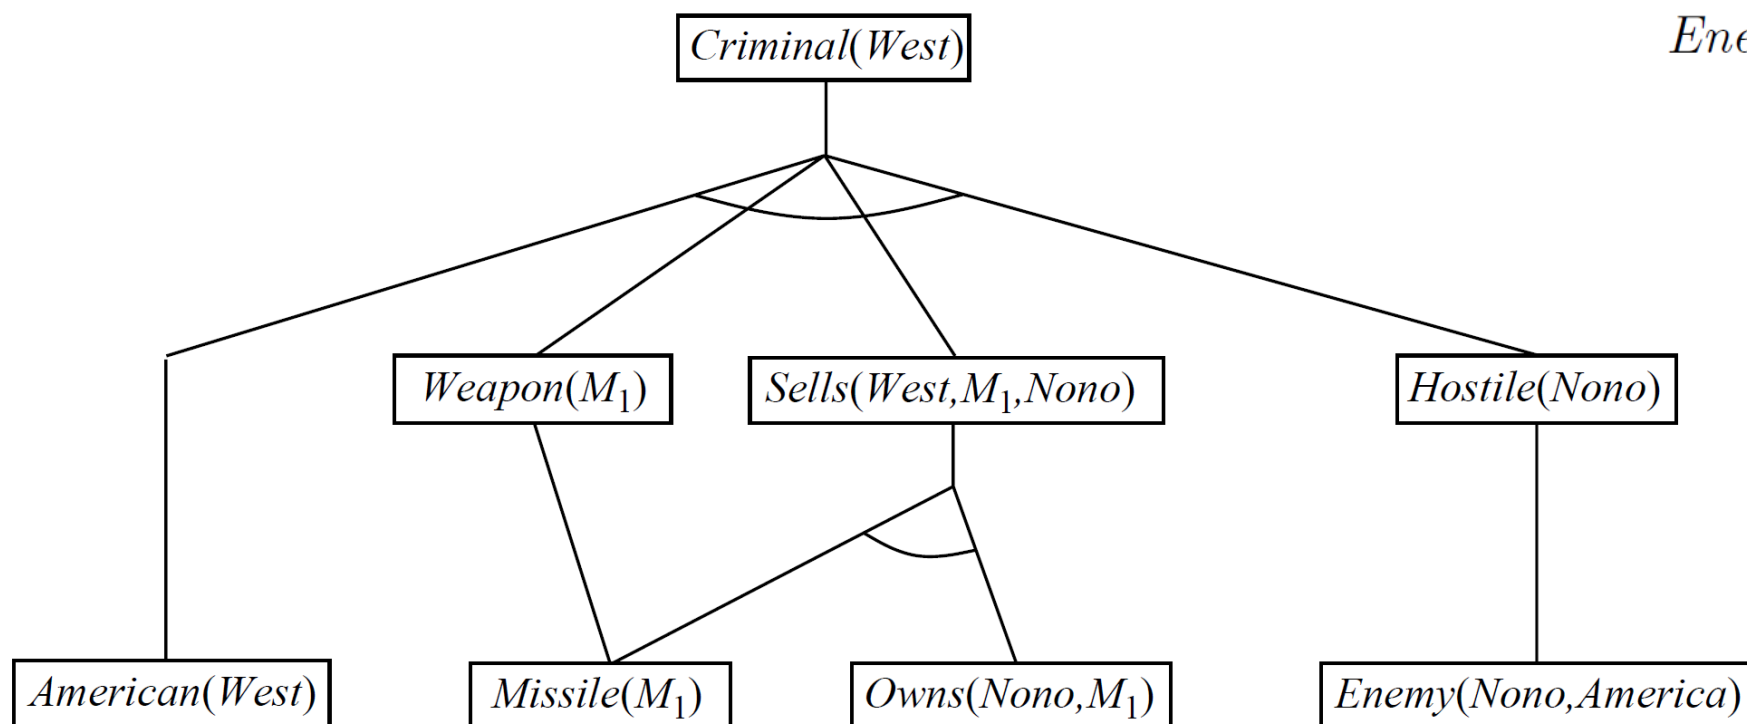 Criminal(West)
Ene
Weapon(M₁)
Sells(West,M₁,Nono)
Hostile(Nono)
American(West)
Missile(M₁)
Owns(Nono,M₁)
Enemy(Nono,America)